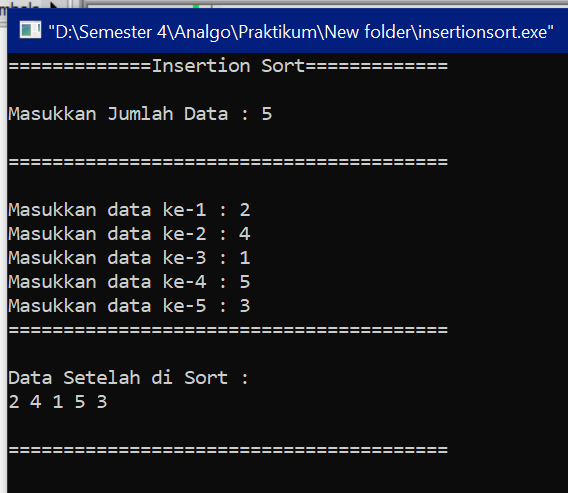 "D:\Semester 4\Analgo\Praktikum\New folder\insertionsort.exe"
=============Insertion Sort=============
Masukkan Jumlah Data : 5
========================================
Masukkan data ke-1 : 2
Masukkan data ke-2 : 4
Masukkan data ke-3 : 1
Masukkan data ke-4 : 5
Masukkan data ke-5 : 3
========================================
Data Setelah di Sort :
2 4 1 5 3
========================================